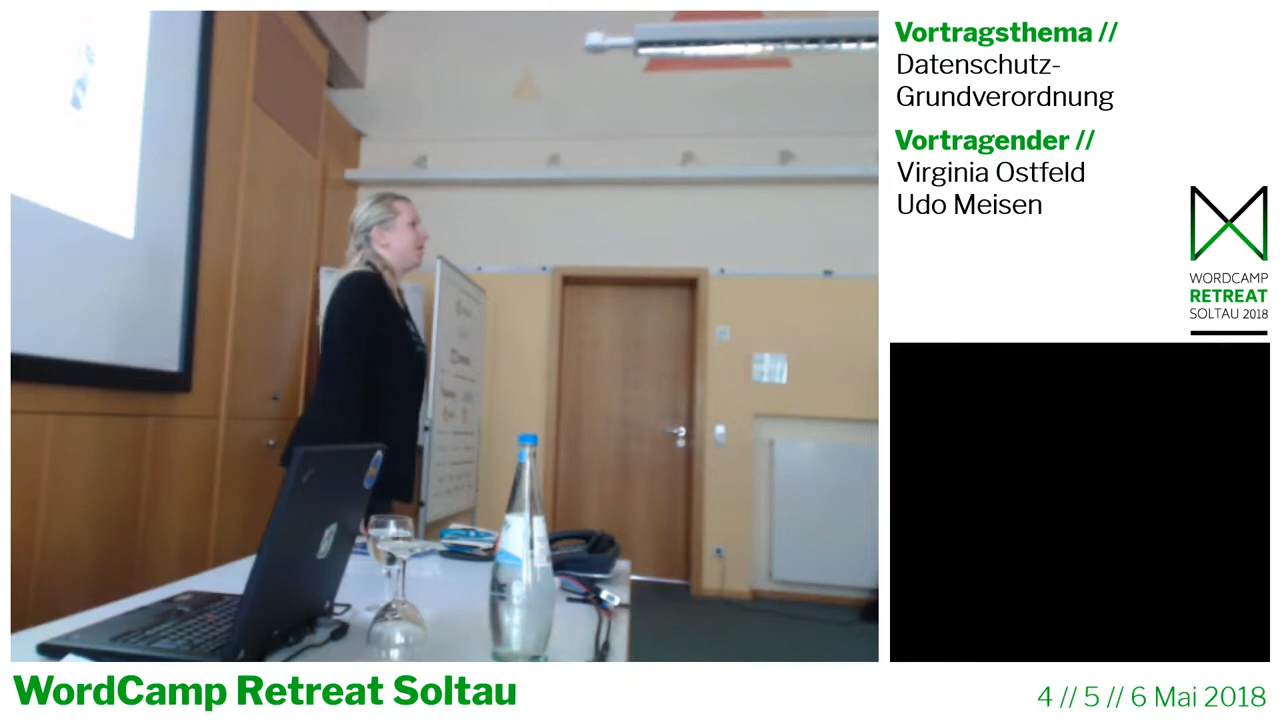 Vortragsthema //
Datenschutz-
Grundverordnung
Vortragender //
Virginia Ostfeld
Udo Meisen
WORDCAMP
RETREAT
SOLTAU 2018
WordCamp Retreat Soltau
4 // 5 // 6 Mai 2018